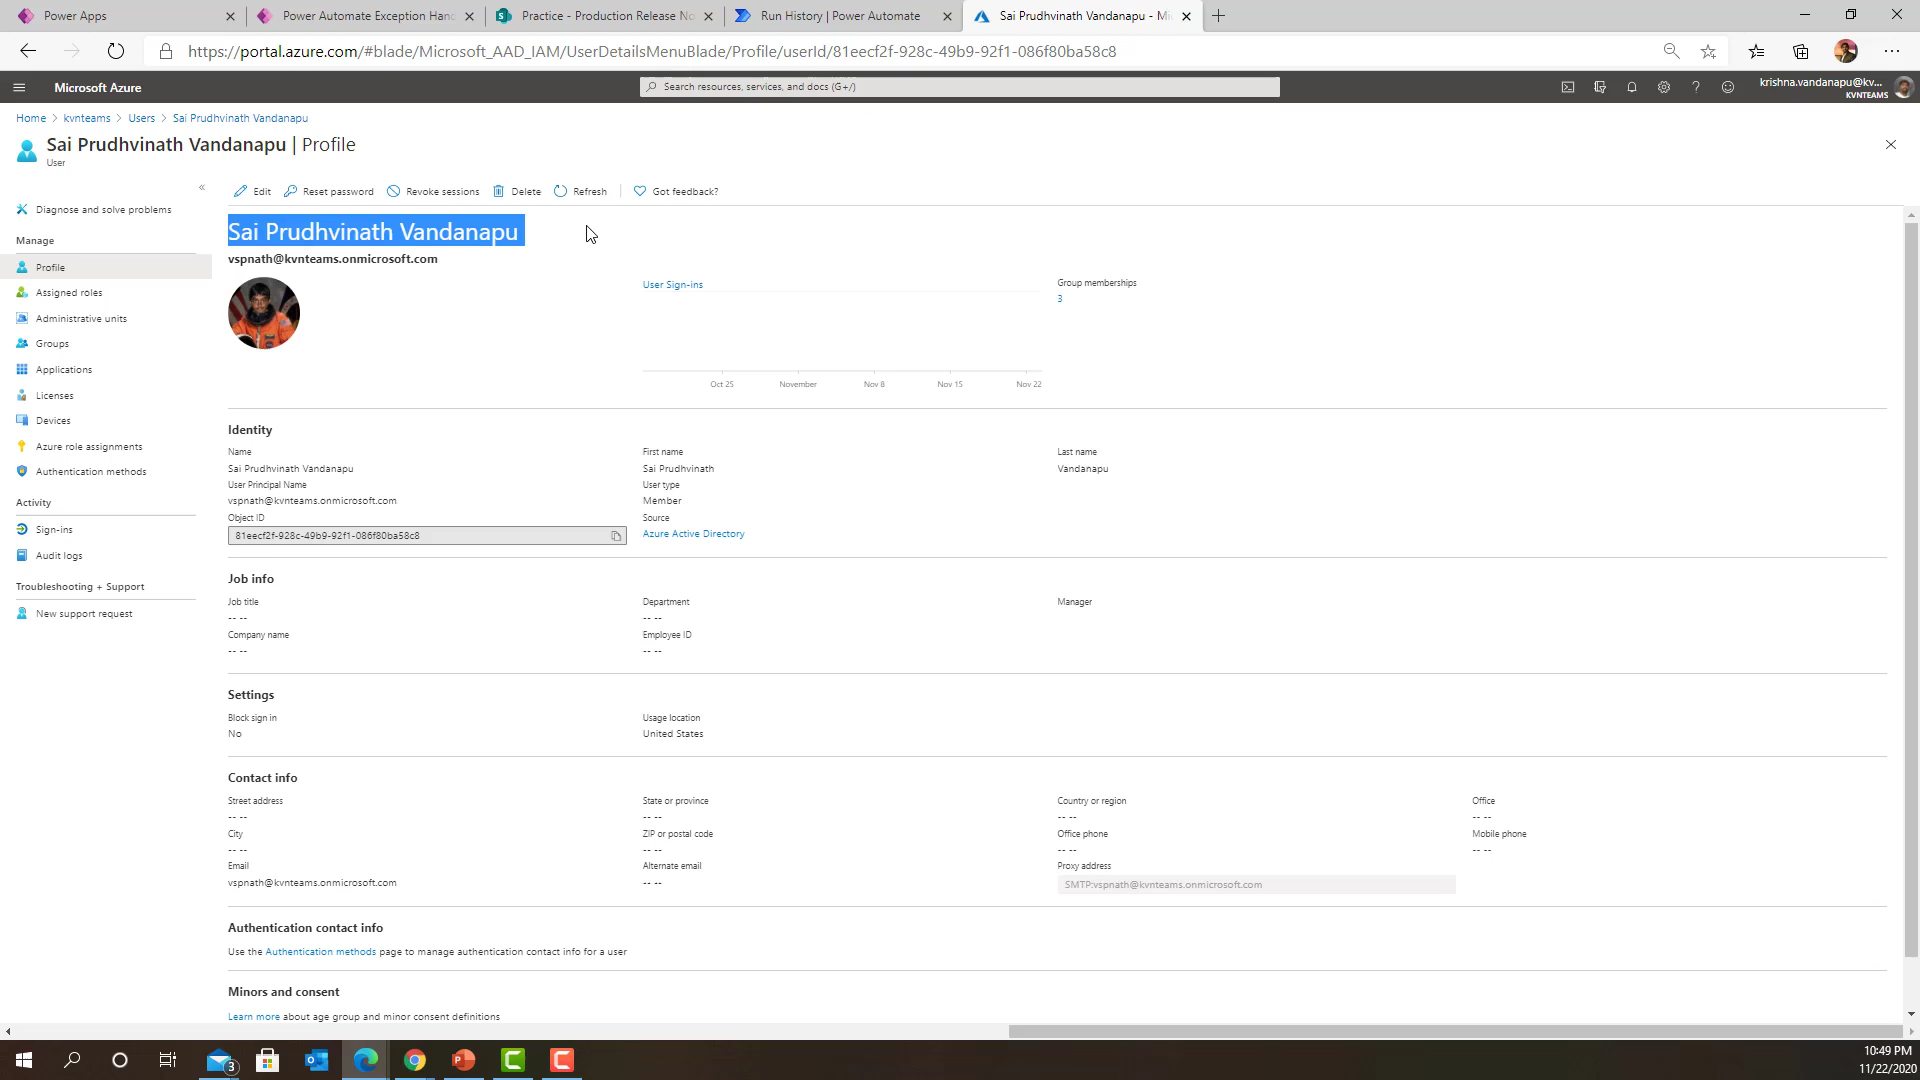 Power Apps
Power Automate Exception Hand
Practice - Production Release No
Run History | Power Automate
Sai Prudhvinath Vandanapu - Mi
https://portal.azure.com/#blade/Microsoft_AAD_IAM/UserDetailsMenuBlade/Profile/userId/81eecf2f-928c-49b9-92f1-086f80ba58c8
Microsoft Azure
Search resources, services, and docs (G+/)
krishna.vandanapu@kv...
KVNTEAMS
Home > kvnteams > Users > Sai Prudhvinath Vandanapu
Sai Prudhvinath Vandanapu | Profile
User
Edit Reset password Revoke sessions Delete Refresh | Got feedback?
Diagnose and solve problems
Manage
Profile
Assigned roles
Administrative units
Groups
Applications
Licenses
Devices
Azure role assignments
Authentication methods
Activity
Sign-ins
Audit logs
Troubleshooting + Support
New support request
Sai Prudhvinath Vandanapu
vspnath@kvnteams.onmicrosoft.com
User Sign-ins
Group memberships
3
Oct 25 November Nov 8 Nov 15 Nov 22
Identity
Name First name Last name
Sai Prudhvinath Vandanapu Sai Prudhvinath Vandanapu
User Principal Name User type
vspnath@kvnteams.onmicrosoft.com Member
Object ID Source
81eecf2f-928c-49b9-92f1-086f80ba58c8 Azure Active Directory
Job info
Job title Department Manager
-- -- -- --
Company name Employee ID
-- -- -- --
Settings
Block sign in Usage location
No United States
Contact info
Street address State or province Country or region Office
-- -- -- -- -- -- -- --
City ZIP or postal code Office phone Mobile phone
-- -- -- -- -- -- -- --
Email Alternate email Proxy address
vspnath@kvnteams.onmicrosoft.com -- -- SMTP:vspnath@kvnteams.onmicrosoft.com
Authentication contact info
Use the Authentication methods page to manage authentication contact info for a user
Minors and consent
Learn more about age group and minor consent definitions
3
10:49 PM
11/22/2020